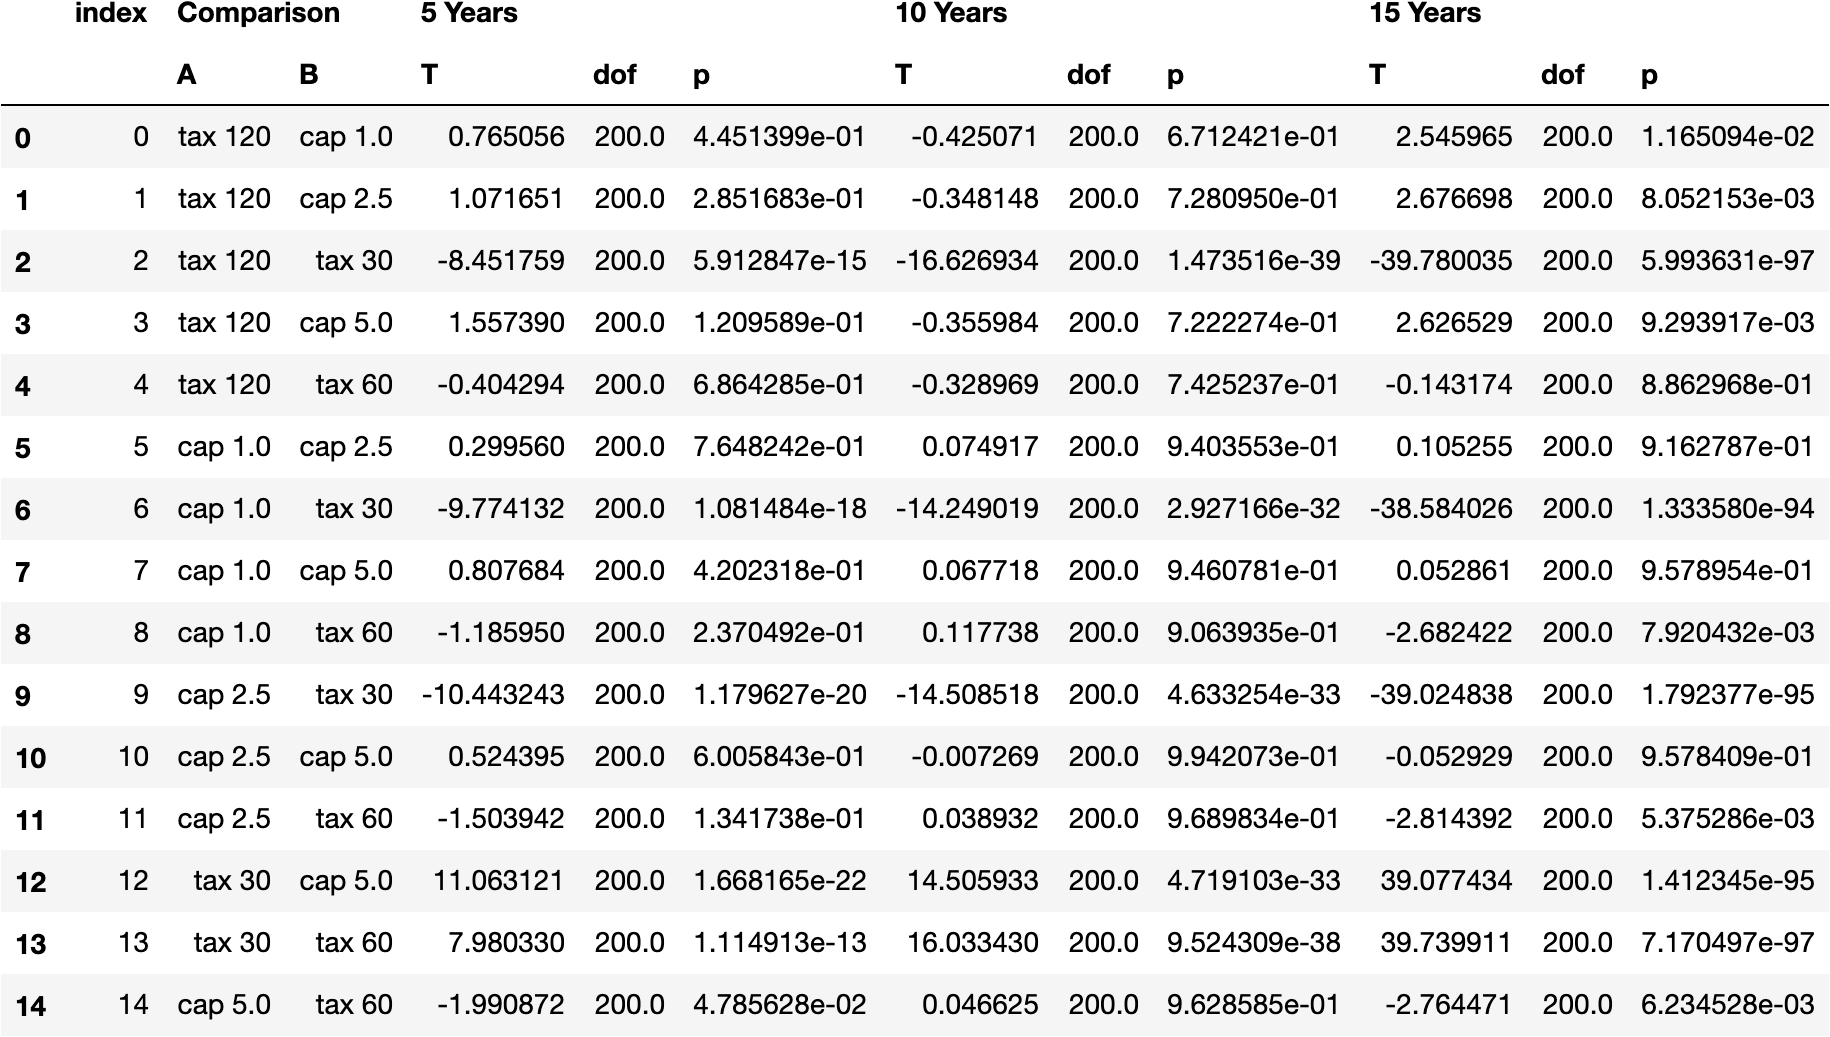 index Comparison 5 Years 10 Years 15 Years
A B T dof p T dof p T dof p
0 0 tax 120 cap 1.0 0.765056 200.0 4.451399e-01 -0.425071 200.0 6.712421e-01 2.545965 200.0 1.165094e-02
1 1 tax 120 cap 2.5 1.071651 200.0 2.851683e-01 -0.348148 200.0 7.280950e-01 2.676698 200.0 8.052153e-03
2 2 tax 120 tax 30 -8.451759 200.0 5.912847e-15 -16.626934 200.0 1.473516e-39 -39.780035 200.0 5.993631e-97
3 3 tax 120 cap 5.0 1.557390 200.0 1.209589e-01 -0.355984 200.0 7.222274e-01 2.626529 200.0 9.293917e-03
4 4 tax 120 tax 60 -0.404294 200.0 6.864285e-01 -0.328969 200.0 7.425237e-01 -0.143174 200.0 8.862968e-01
5 5 cap 1.0 cap 2.5 0.299560 200.0 7.648242e-01 0.074917 200.0 9.403553e-01 0.105255 200.0 9.162787e-01
6 6 cap 1.0 tax 30 -9.774132 200.0 1.081484e-18 -14.249019 200.0 2.927166e-32 -38.584026 200.0 1.333580e-94
7 7 cap 1.0 cap 5.0 0.807684 200.0 4.202318e-01 0.067718 200.0 9.460781e-01 0.052861 200.0 9.578954e-01
8 8 cap 1.0 tax 60 -1.185950 200.0 2.370492e-01 0.117738 200.0 9.063935e-01 -2.682422 200.0 7.920432e-03
9 9 cap 2.5 tax 30 -10.443243 200.0 1.179627e-20 -14.508518 200.0 4.633254e-33 -39.024838 200.0 1.792377e-95
10 10 cap 2.5 cap 5.0 0.524395 200.0 6.005843e-01 -0.007269 200.0 9.942073e-01 -0.052929 200.0 9.578409e-01
11 11 cap 2.5 tax 60 -1.503942 200.0 1.341738e-01 0.038932 200.0 9.689834e-01 -2.814392 200.0 5.375286e-03
12 12 tax 30 cap 5.0 11.063121 200.0 1.668165e-22 14.505933 200.0 4.719103e-33 39.077434 200.0 1.412345e-95
13 13 tax 30 tax 60 7.980330 200.0 1.114913e-13 16.033430 200.0 9.524309e-38 39.739911 200.0 7.170497e-97
14 14 cap 5.0 tax 60 -1.990872 200.0 4.785628e-02 0.046625 200.0 9.628585e-01 -2.764471 200.0 6.234528e-03